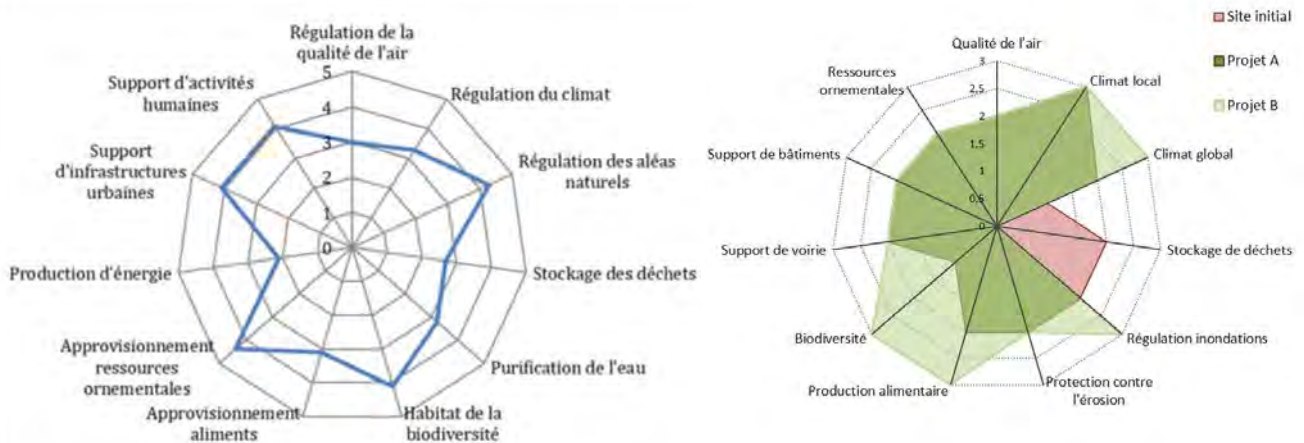 Régulation de la
qualité de l'air
Support d'activités
humaines
Régulation du climat
Support
d'infrastructures
urbaines
Régulation des aléas
naturels
Production d'énergie
Stockage des déchets
Approvisionnement
ressources
ornementales
Purification de l'eau
Approvisionnement
aliments
Habitat de la
biodiversité
5
4
3
2
1
0
Site initial
Projet A
Projet B
Qualité de l'air
Ressources
ornementales
Climat local
Support de bâtiments
Climat global
Support de voirie
Stockage de déchets
Biodiversité
Régulation inondations
Production alimentaire
Protection contre
l'érosion
3
2,5
2
1,5
1
0,5
0